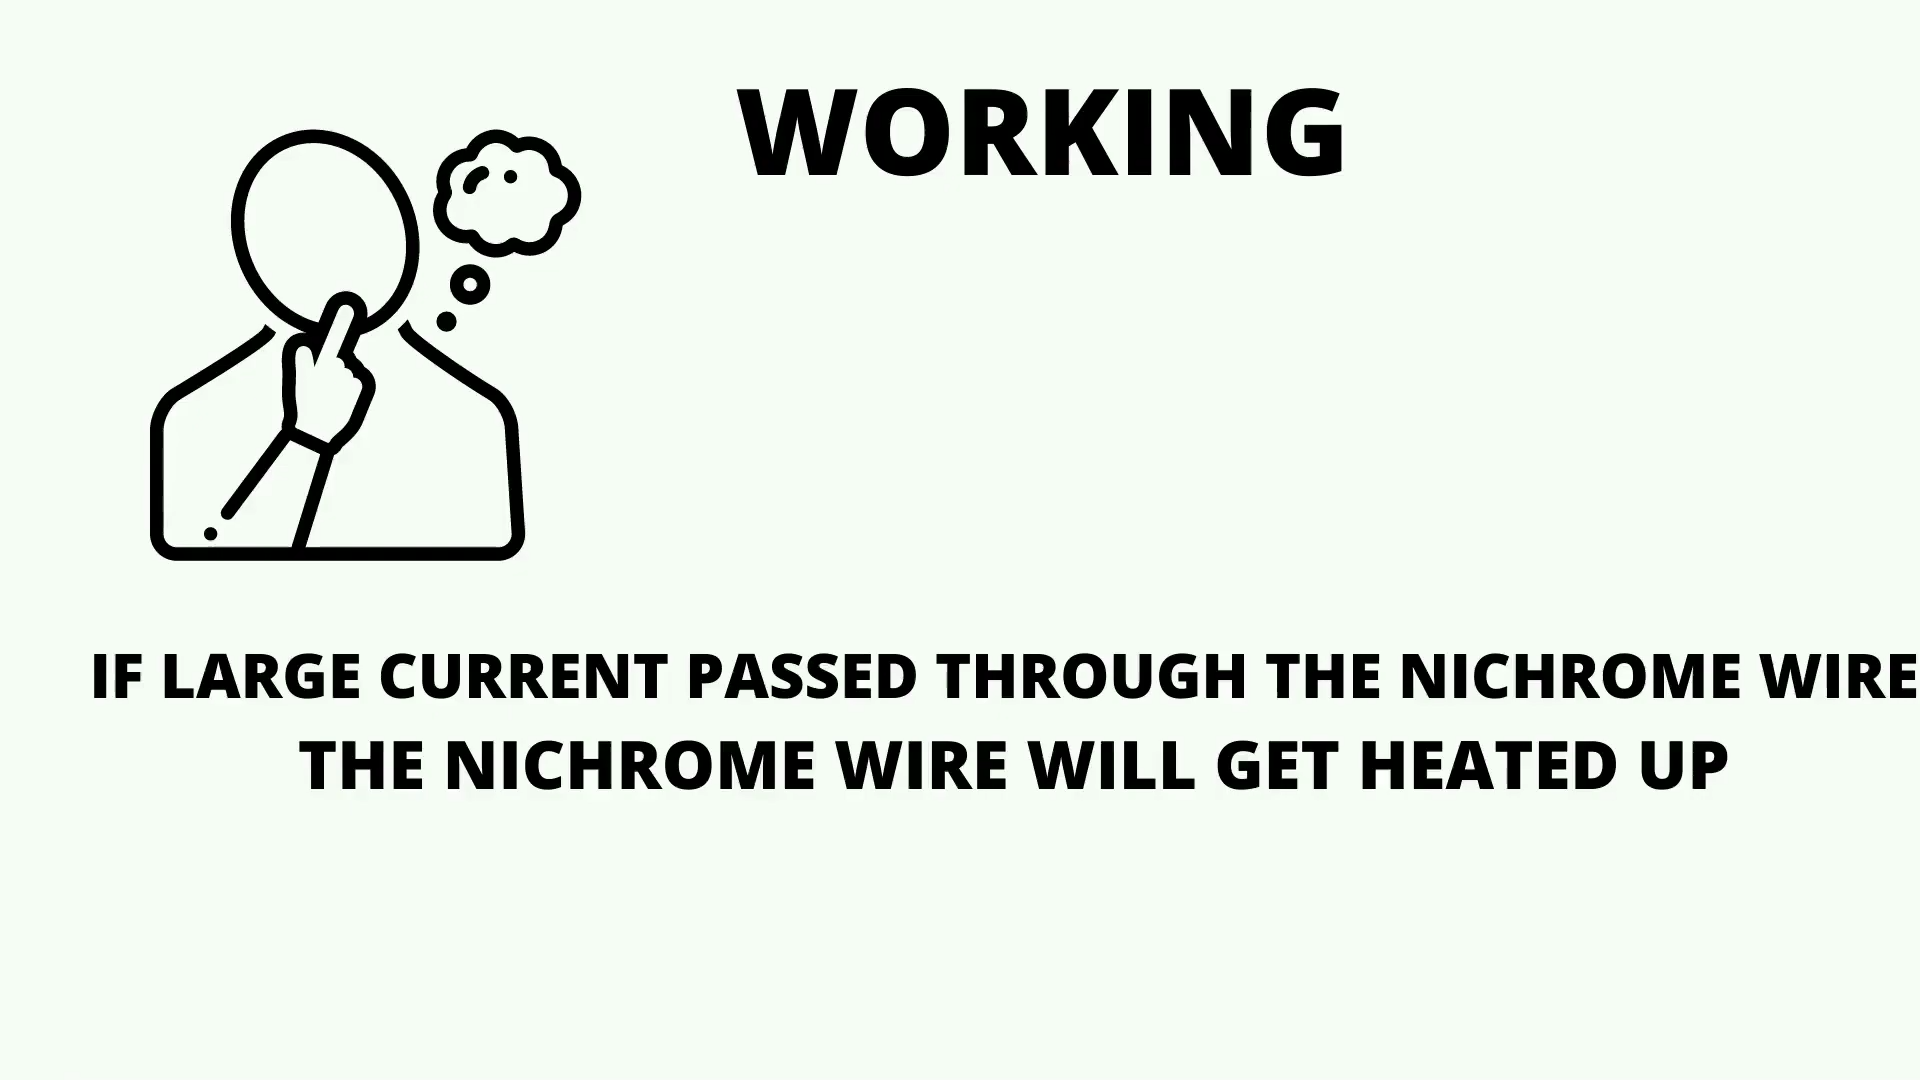 WORKING
IF LARGE CURRENT PASSED THROUGH THE NICHROME WIRE
THE NICHROME WIRE WILL GET HEATED UP